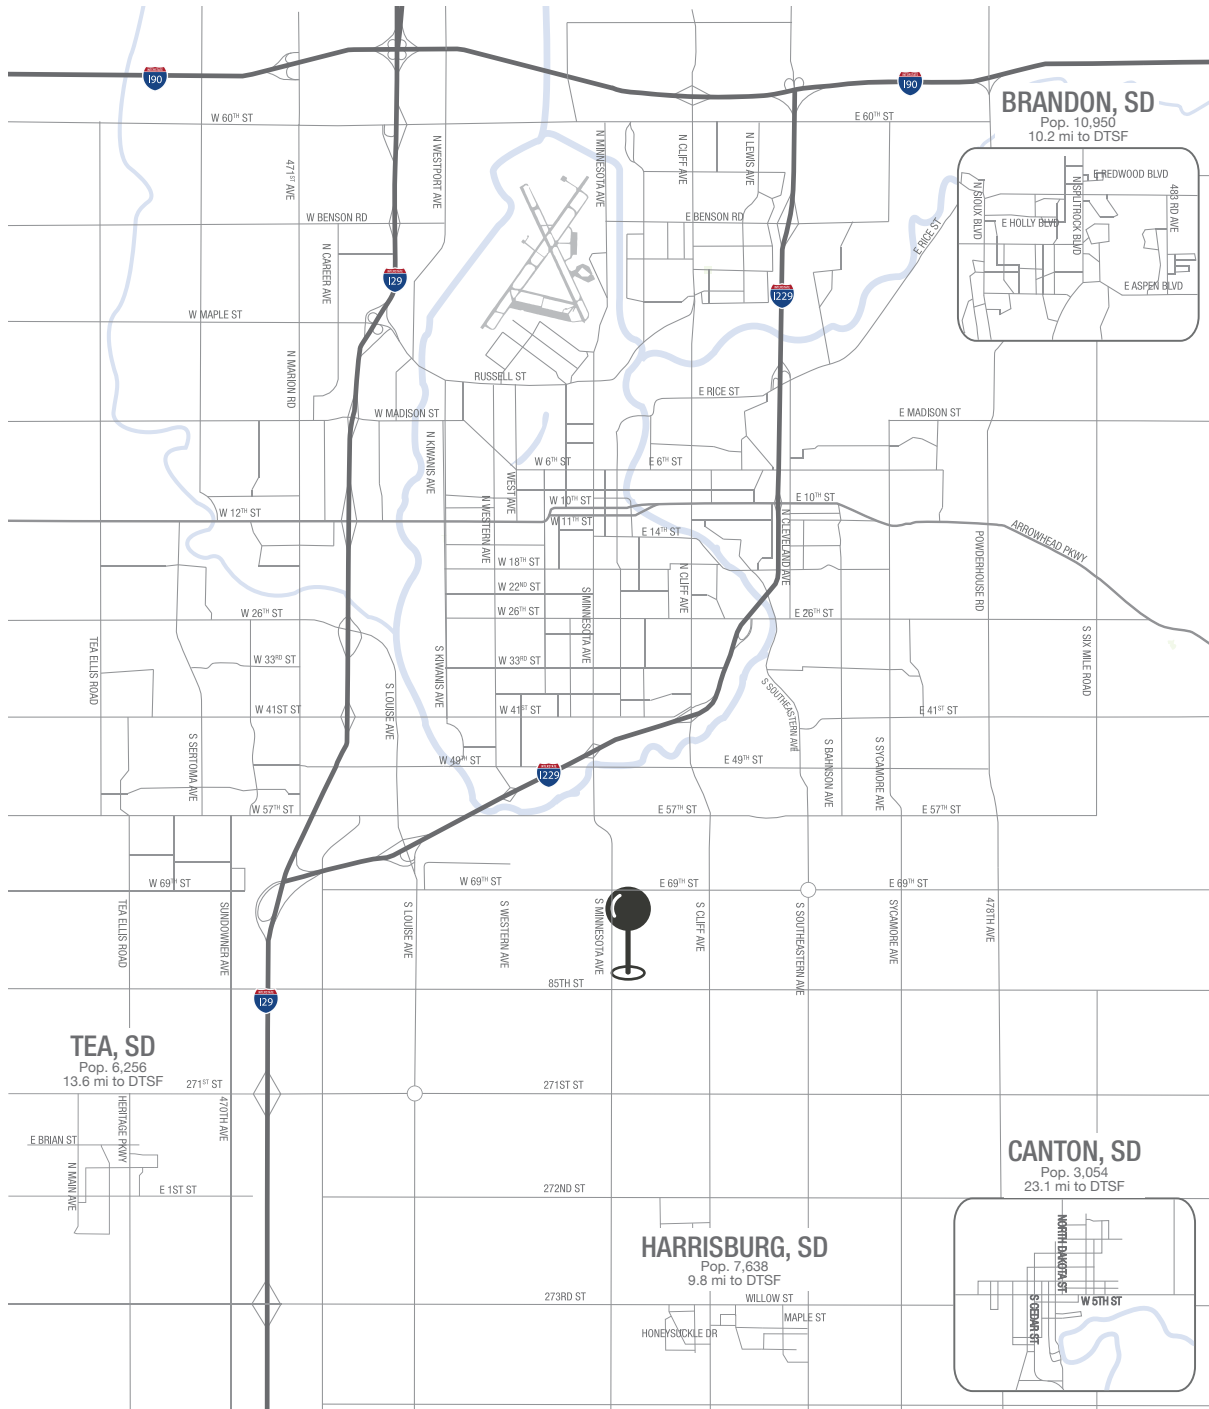 I90
I90
BRANDON, SD
Pop. 10,950
10.2 mi to DTSF
W 60TH ST
E 60TH ST
471ST AVE
N WESTPORT AVE
N MINNESOTA AVE
N CLIFF AVE
N LEWIS AVE
E REDWOOD BLVD
N SIOUX BLVD
N SPLITROCK BLVD
483 RD AVE
E HOLLY BLVD
E ASPEN BLVD
W BENSON RD
E BENSON RD
E RICE ST
N CAREER AVE
I29
I229
W MAPLE ST
N MARION RD
RUSSELL ST
E RICE ST
W MADISON ST
E MADISON ST
N KIWANIS AVE
W 6TH ST
E 6TH ST
WEST AVE
N WESTERN AVE
W 10TH ST
E 10TH ST
W 12TH ST
W 11TH ST
E 14TH ST
N CLEVELAND AVE
ARROWHEAD PKWY
POWDERHOUSE RD
W 18TH ST
N CLIFF AVE
W 22ND ST
S MINNESOTA AVE
W 26TH ST
W 26TH ST
E 26TH ST
TEA ELLIS ROAD
S SIX MILE ROAD
W 33RD ST
S KIWANIS AVE
W 33RD ST
S LOUISE AVE
S SOUTHEASTERN AVE
W 41ST ST
W 41ST ST
E 41ST ST
S SERTOMA AVE
S BAHNSON AVE
S SYCAMORE AVE
W 49TH ST
I229
E 49TH ST
W 57TH ST
E 57TH ST
E 57TH ST
W 69TH ST
W 69TH ST
E 69TH ST
E 69TH ST
TEA ELLIS ROAD
SUNDOWNER AVE
S LOUISE AVE
S WESTERN AVE
S MINNESOTA AVE
S CLIFF AVE
S SOUTHEASTERN AVE
SYCAMORE AVE
478TH AVE
85TH ST
I29
TEA, SD
Pop. 6,256
13.6 mi to DTSF
271ST ST
271ST ST
HERITAGE PKWY
470TH AVE
E BRIAN ST
N MAIN AVE
E 1ST ST
272ND ST
CANTON, SD
Pop. 3,054
23.1 mi to DTSF
NORTH DAKOTA ST
W 5TH ST
S CEDAR ST
HARRISBURG, SD
Pop. 7,638
9.8 mi to DTSF
273RD ST
WILLOW ST
MAPLE ST
HONEYSUCKLE DR